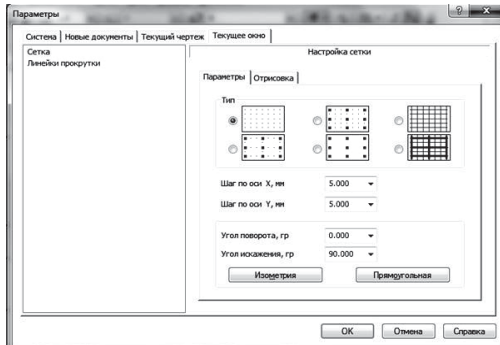 Параметры
Система Новые документы Текущий чертеж Текущее окно
Сетка
Линейки прокрутки
Настройка сетки
Параметры Отрисовка
Тип
Шаг по оси X, мм 5.000
Шаг по оси Y, мм 5.000
Угол поворота, гр 0.000
Угол искажения, гр 90.000
Изометрия Прямоугольная
OK Отмена Справка